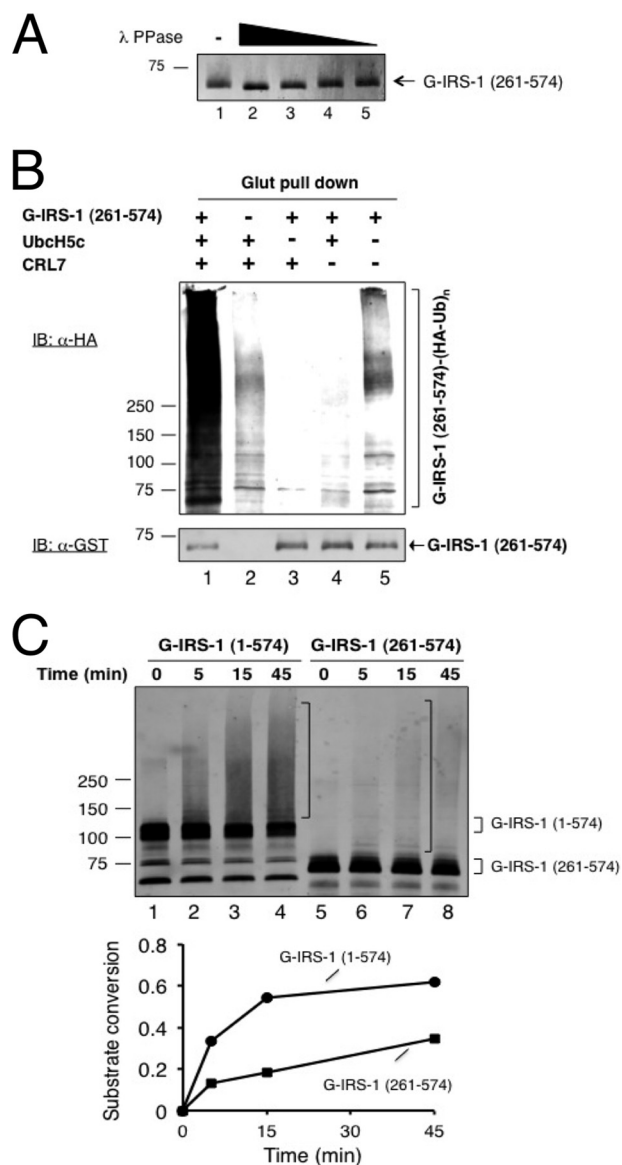 A
λ PPase
-
75
G-IRS-1 (261-574)
1 2 3 4 5
B
Glut pull down
G-IRS-1 (261-574) + - + + +
UbcH5c + + - + -
CRL7 + + + - -
IB: α-HA
250
150
100
75
G-IRS-1 (261-574)-(HA-Ub)n
IB: α-GST
75
G-IRS-1 (261-574)
1 2 3 4 5
C
G-IRS-1 (1-574) G-IRS-1 (261-574)
Time (min) 0 5 15 45 0 5 15 45
250
150
100
75
G-IRS-1 (1-574)
G-IRS-1 (261-574)
1 2 3 4 5 6 7 8
Substrate conversion
0.8
0.6
0.4
0.2
0
G-IRS-1 (1-574)
G-IRS-1 (261-574)
0 15 30 45
Time (min)